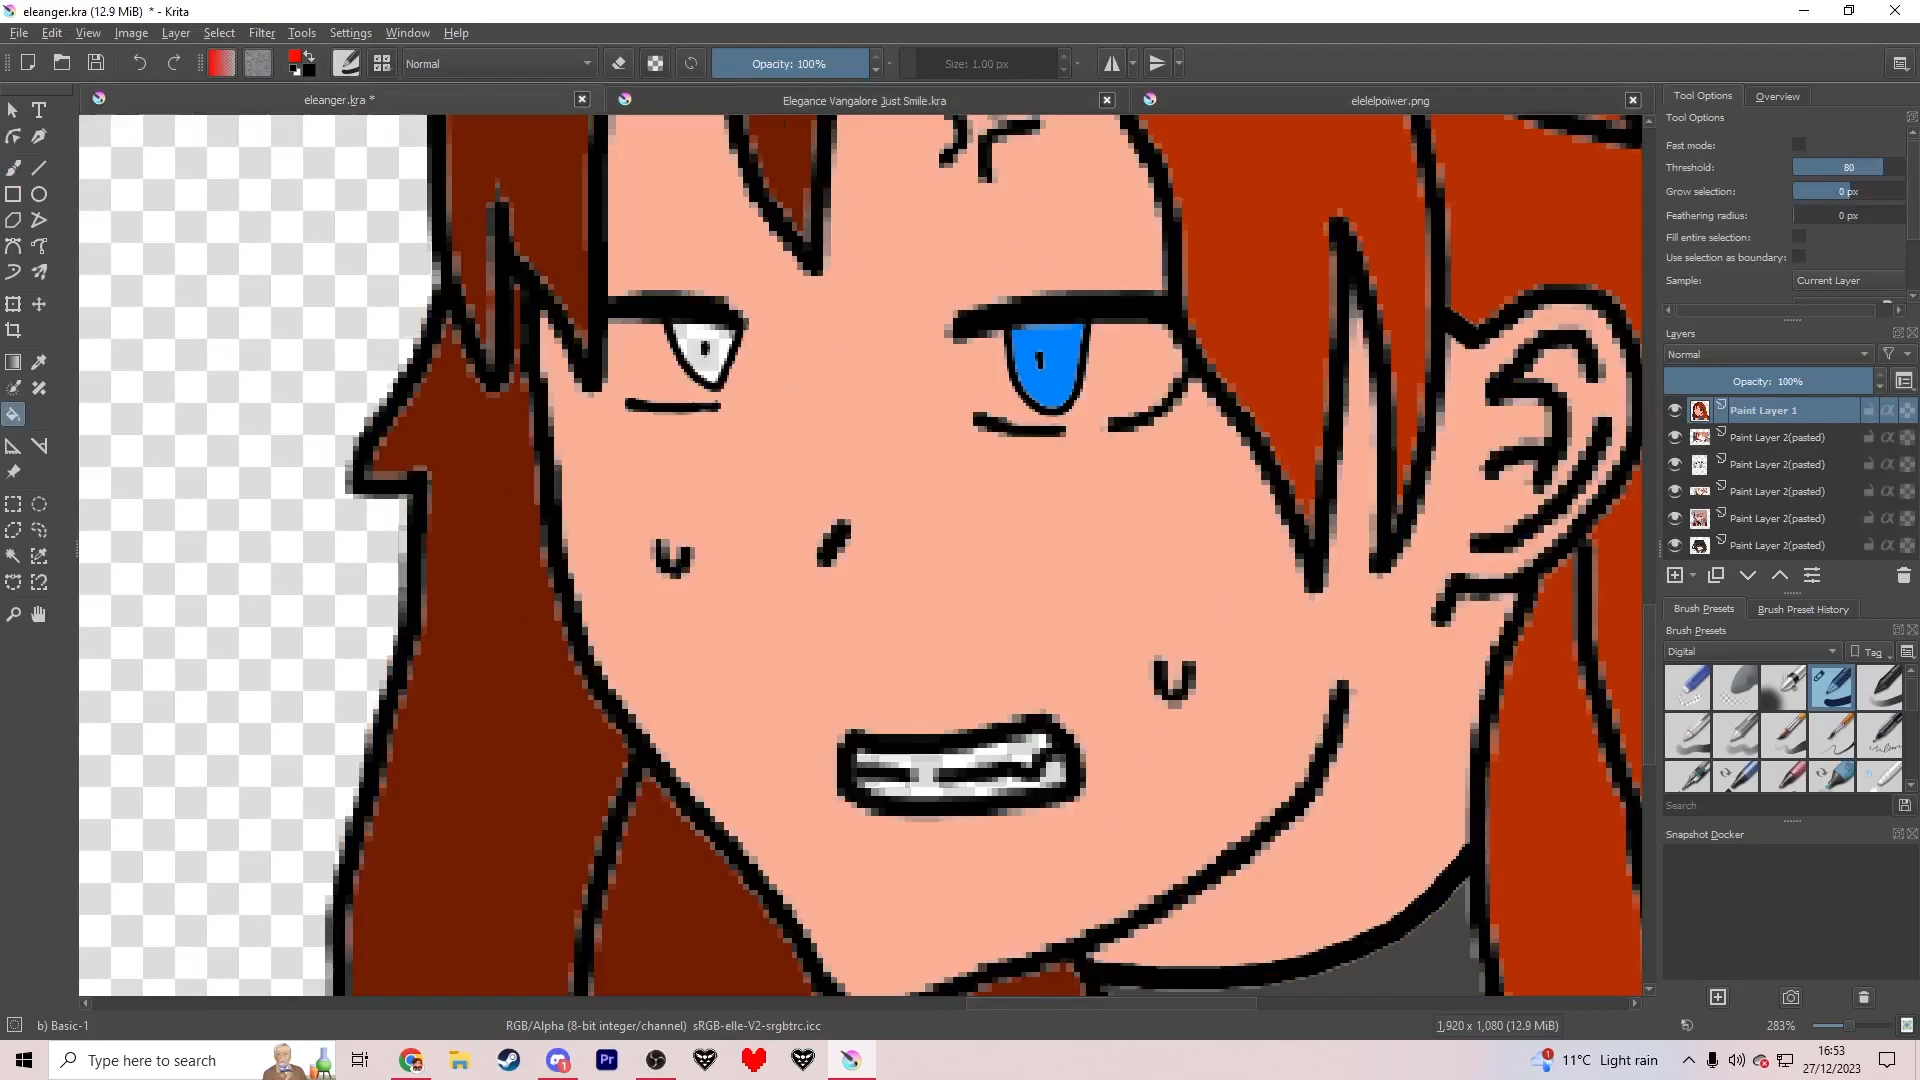 eleanger.kra (12.9 MiB) * - Krita
File Edit View Image Layer Select Filter Tools Settings Window Help
Normal
Opacity: 100%
Size: 1.00 px
eleanger.kra *
Elegance Vangalore Just Smile.kra
elelelpoiwer.png
Tool Options
Overview
Tool Options
Fast mode:
Threshold:
80
Grow selection:
0 px
Feathering radius:
0 px
Fill entire selection:
Use selection as boundary:
Sample:
Current Layer
Layers
Normal
Opacity: 100%
Paint Layer 1
Paint Layer 2(pasted)
Paint Layer 2(pasted)
Paint Layer 2(pasted)
Paint Layer 2(pasted)
Paint Layer 2(pasted)
Brush Presets
Brush Preset History
Brush Presets
Digital
Tag
Search
Snapshot Docker
b) Basic-1
RGB/Alpha (8-bit integer/channel) sRGB-elle-V2-srgbtrc.icc
1,920 x 1,080 (12.9 MiB)
283%
Type here to search
Pr
1
1
11°C Light rain
16:53
27/12/2023